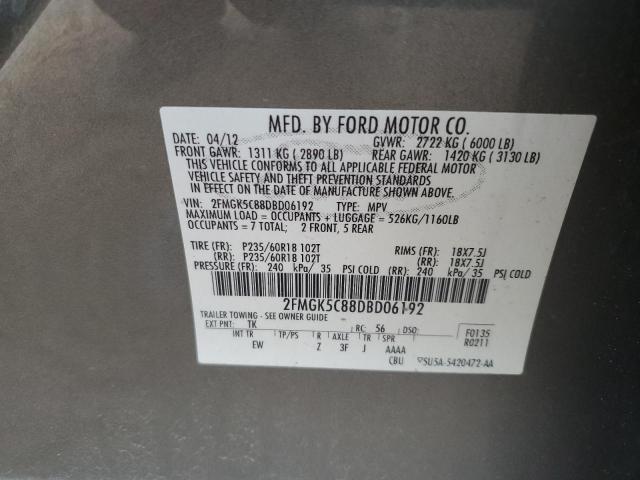 MFD. BY FORD MOTOR CO.
DATE: 04/12 GVWR: 2722 KG ( 6000 LB)
FRONT GAWR: 1311 KG ( 2890 LB) REAR GAWR: 1420 KG ( 3130 LB)
THIS VEHICLE CONFORMS TO ALL APPLICABLE FEDERAL MOTOR
VEHICLE SAFETY AND THEFT PREVENTION STANDARDS
IN EFFECT ON THE DATE OF MANUFACTURE SHOWN ABOVE.
VIN: 2FMGK5C88DBD06192 TYPE: MPV
MAXIMUM LOAD = OCCUPANTS + LUGGAGE = 526KG/1160LB
OCCUPANTS = 7 TOTAL; 2 FRONT, 5 REAR
TIRE (FR): P235/60R18 102T RIMS (FR): 18X7.5J
(RR): P235/60R18 102T (RR): 18X7.5J
PRESSURE (FR): 240 kPa/ 35 PSI COLD (RR): 240 kPa/ 35 PSI COLD
2FMGK5C88DBD06192
TRAILER TOWING - SEE OWNER GUIDE
EXT PNT: TK RC: 56 DSO: F0135
INT TR TP/PS R AXLE TR SPR R0211
EW Z 3F J AAAA
CBU 5U5A-5420472-AA